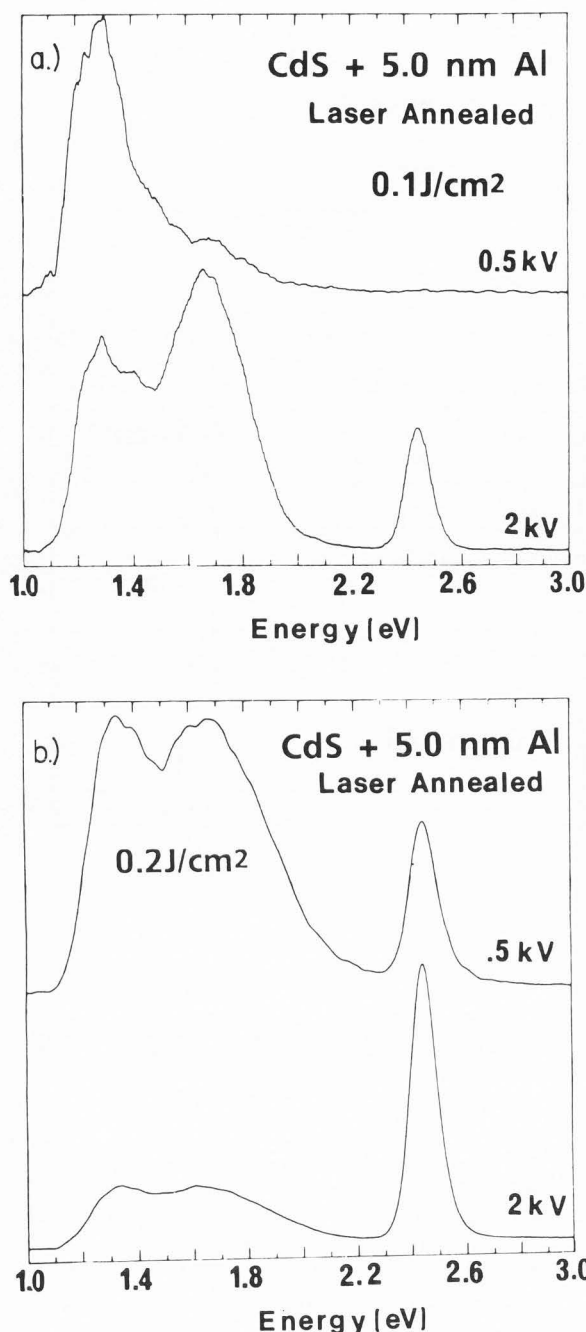 a.)
CdS + 5.0 nm Al
Laser Annealed
0.1J/cm2
0.5kV
2kV
1.0 1.4 1.8 2.2 2.6 3.0
Energy(eV)
b.)
CdS + 5.0 nm Al
Laser Annealed
0.2J/cm2
.5kV
2kV
1.0 1.4 1.8 2.2 2.6 3.0
Energy(eV)